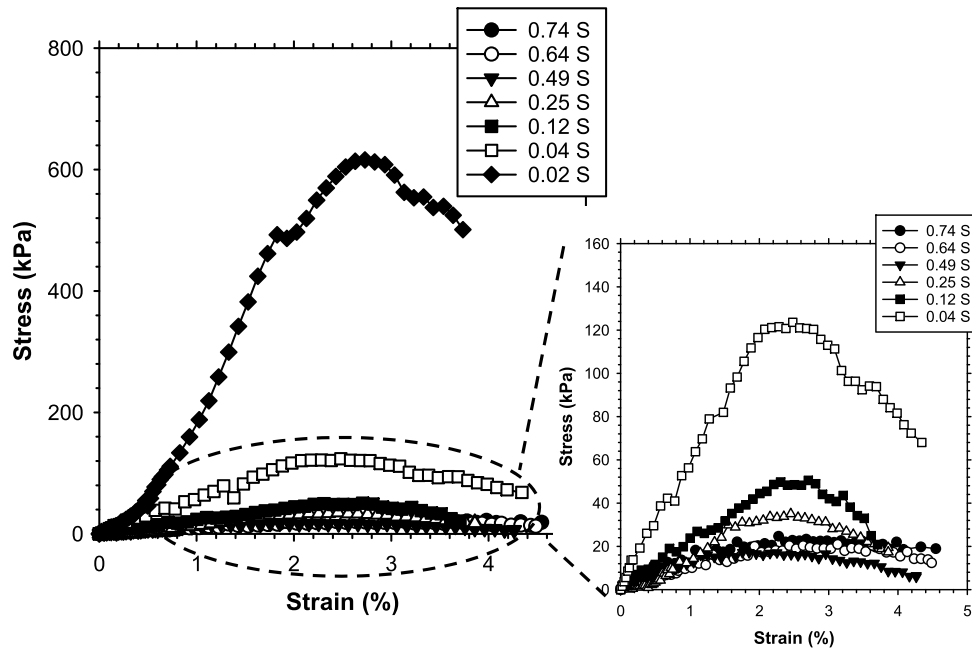 800
600
400
200
0
Stress (kPa)
0 1 2 3 4
Strain (%)
0.74 S
0.64 S
0.49 S
0.25 S
0.12 S
0.04 S
0.02 S
160
140
120
100
80
60
40
20
0
Stress (kPa)
0 1 2 3 4 5
Strain (%)
0.74 S
0.64 S
0.49 S
0.25 S
0.12 S
0.04 S